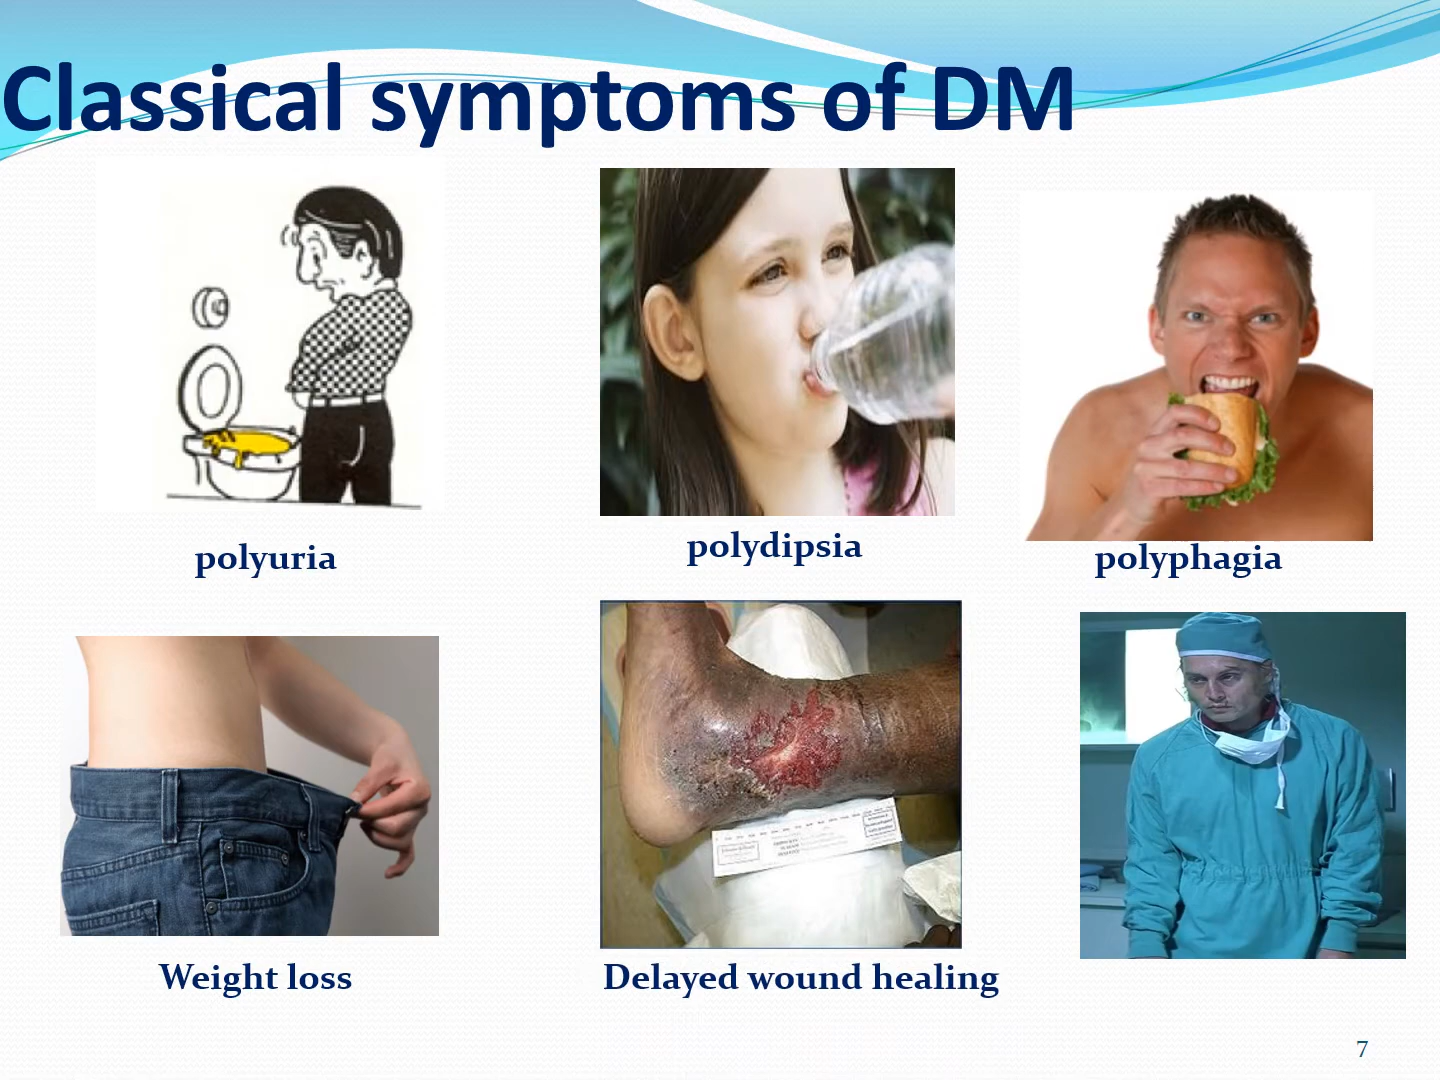 Classical symptoms of DM
polyuria
polydipsia
polyphagia
Weight loss
Delayed wound healing
7